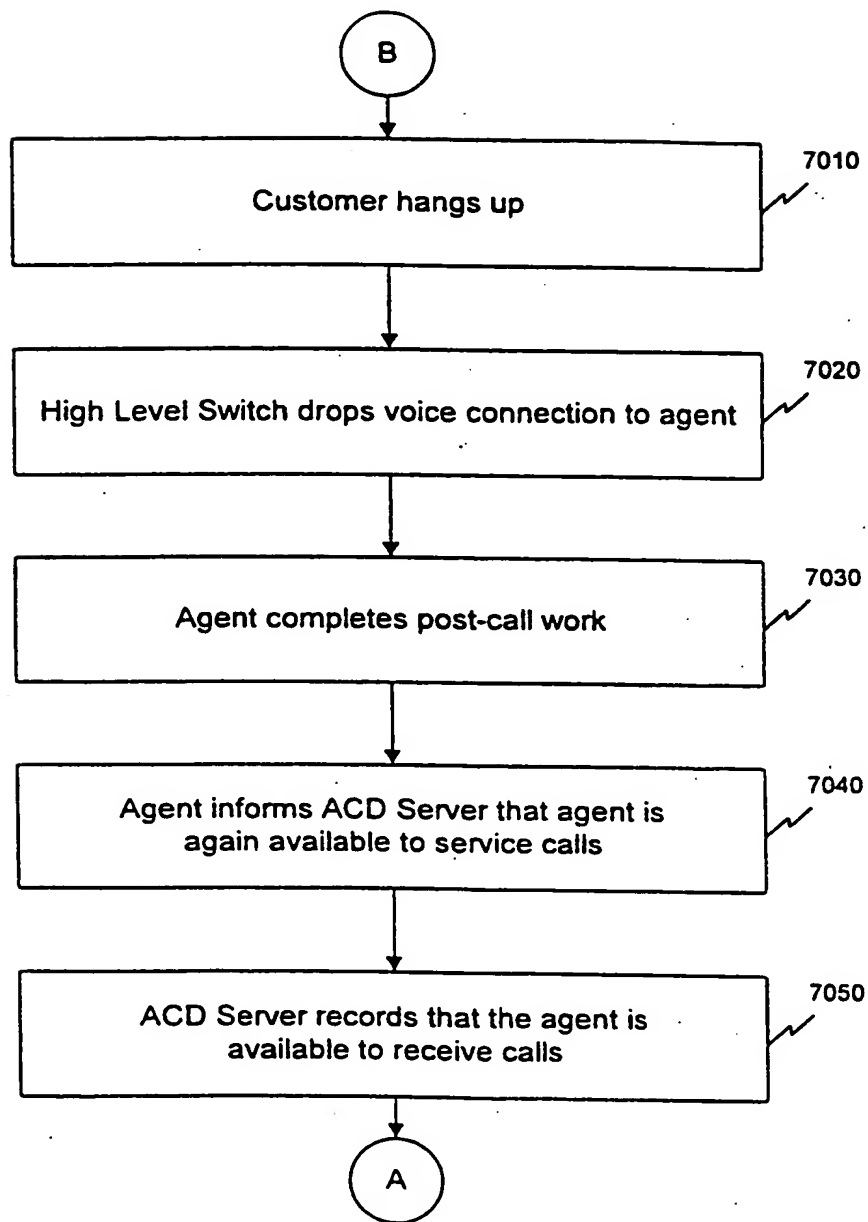 B
7010
Customer hangs up
7020
High Level Switch drops voice connection to agent
7030
Agent completes post-call work
7040
Agent informs ACD Server that agent is
again available to service calls
7050
ACD Server records that the agent is
available to receive calls
A